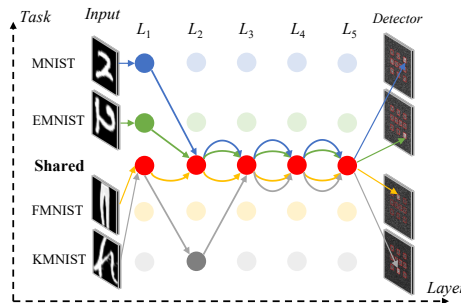 Task
Input
L1 L2 L3 L4 L5
Detector
MNIST
EMNIST
Shared
FMNIST
KMNIST
Layer